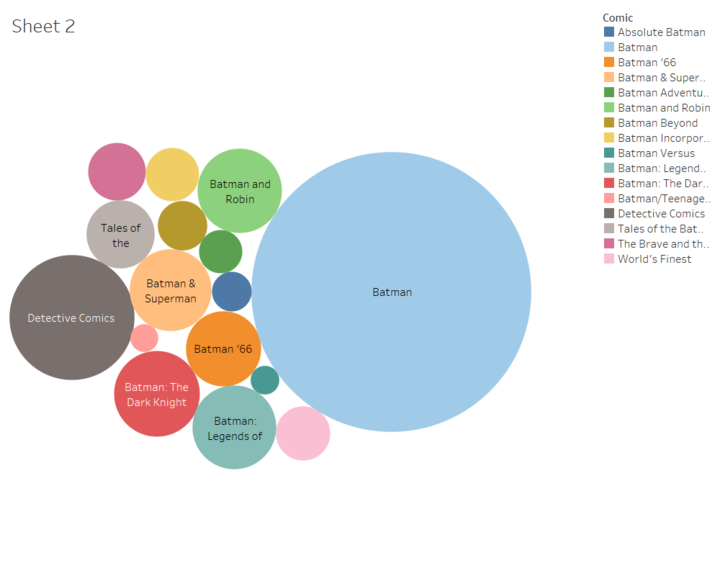 Sheet 2
Comic
Absolute Batman
Batman
Batman '66
Batman & Super..
Batman Adventu..
Batman and Robin
Batman Beyond
Batman Incorpor..
Batman Versus
Batman: Legend..
Batman: The Dar..
Batman/Teenage..
Detective Comics
Tales of the Bat..
The Brave and th..
World's Finest
Batman and
Robin
Tales of
the
Batman &
Superman
Batman
Detective Comics
Batman '66
Batman: The
Dark Knight
Batman:
Legends of